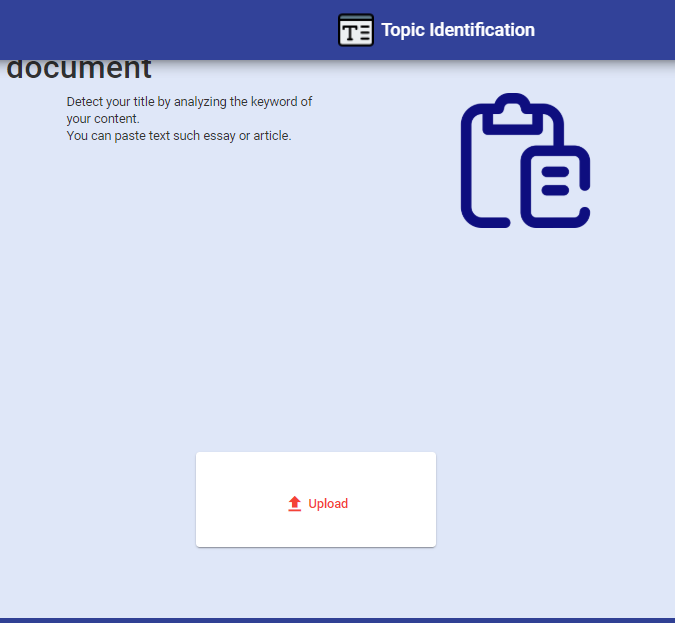 Topic Identification
document
Detect your title by analyzing the keyword of
your content.
You can paste text such essay or article.
Upload